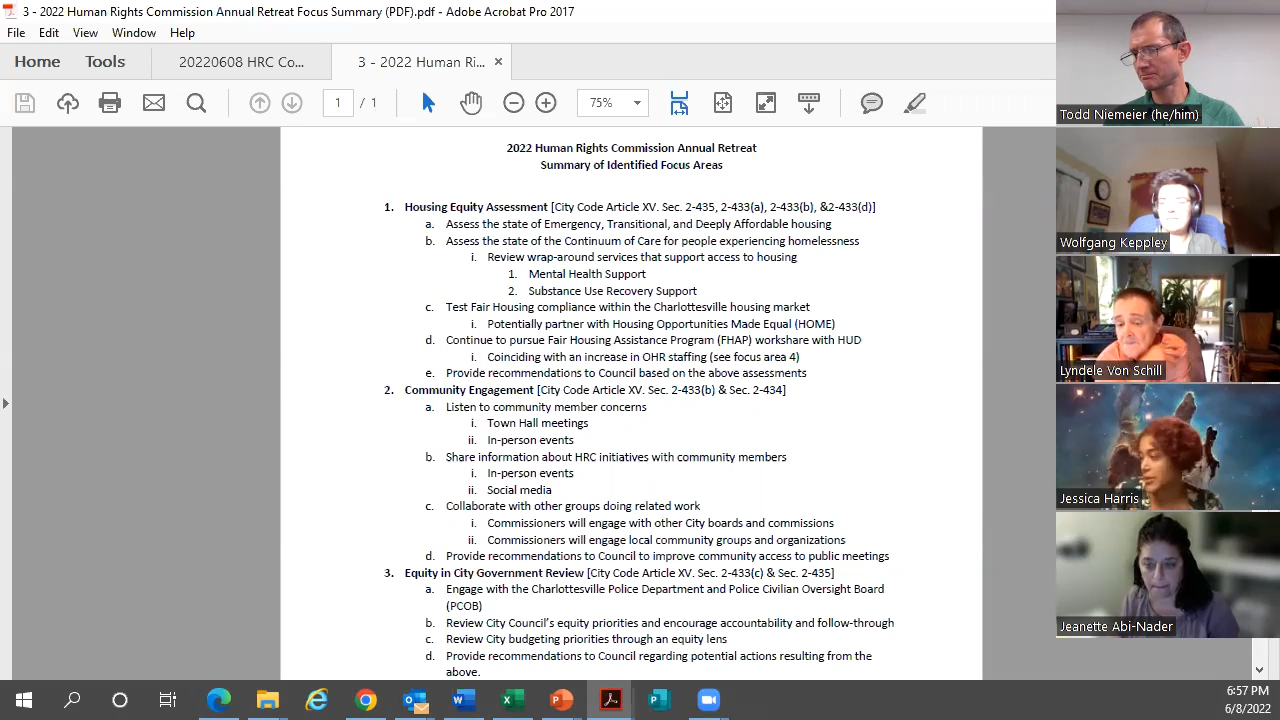 3 - 2022 Human Rights Commission Annual Retreat Focus Summary (PDF).pdf - Adobe Acrobat Pro 2017
File Edit View Window Help
Home Tools 20220608 HRC Co... 3 - 2022 Human Ri... ×
1 / 1 75%
2022 Human Rights Commission Annual Retreat
Summary of Identified Focus Areas
1. Housing Equity Assessment [City Code Article XV. Sec. 2-435, 2-433(a), 2-433(b), &2-433(d)]
a. Assess the state of Emergency, Transitional, and Deeply Affordable housing
b. Assess the state of the Continuum of Care for people experiencing homelessness
i. Review wrap-around services that support access to housing
1. Mental Health Support
2. Substance Use Recovery Support
c. Test Fair Housing compliance within the Charlottesville housing market
i. Potentially partner with Housing Opportunities Made Equal (HOME)
d. Continue to pursue Fair Housing Assistance Program (FHAP) workshare with HUD
i. Coinciding with an increase in OHR staffing (see focus area 4)
e. Provide recommendations to Council based on the above assessments
2. Community Engagement [City Code Article XV. Sec. 2-433(b) & Sec. 2-434]
a. Listen to community member concerns
i. Town Hall meetings
ii. In-person events
b. Share information about HRC initiatives with community members
i. In-person events
ii. Social media
c. Collaborate with other groups doing related work
i. Commissioners will engage with other City boards and commissions
ii. Commissioners will engage local community groups and organizations
d. Provide recommendations to Council to improve community access to public meetings
3. Equity in City Government Review [City Code Article XV. Sec. 2-433(c) & Sec. 2-435]
a. Engage with the Charlottesville Police Department and Police Civilian Oversight Board
(PCOB)
b. Review City Council's equity priorities and encourage accountability and follow-through
c. Review City budgeting priorities through an equity lens
d. Provide recommendations to Council regarding potential actions resulting from the
above.
Todd Niemeier (he/him)
Wolfgang Keppley
Lyndele Von Schill
Jessica Harris
Jeanette Abi-Nader
6:57 PM
6/8/2022